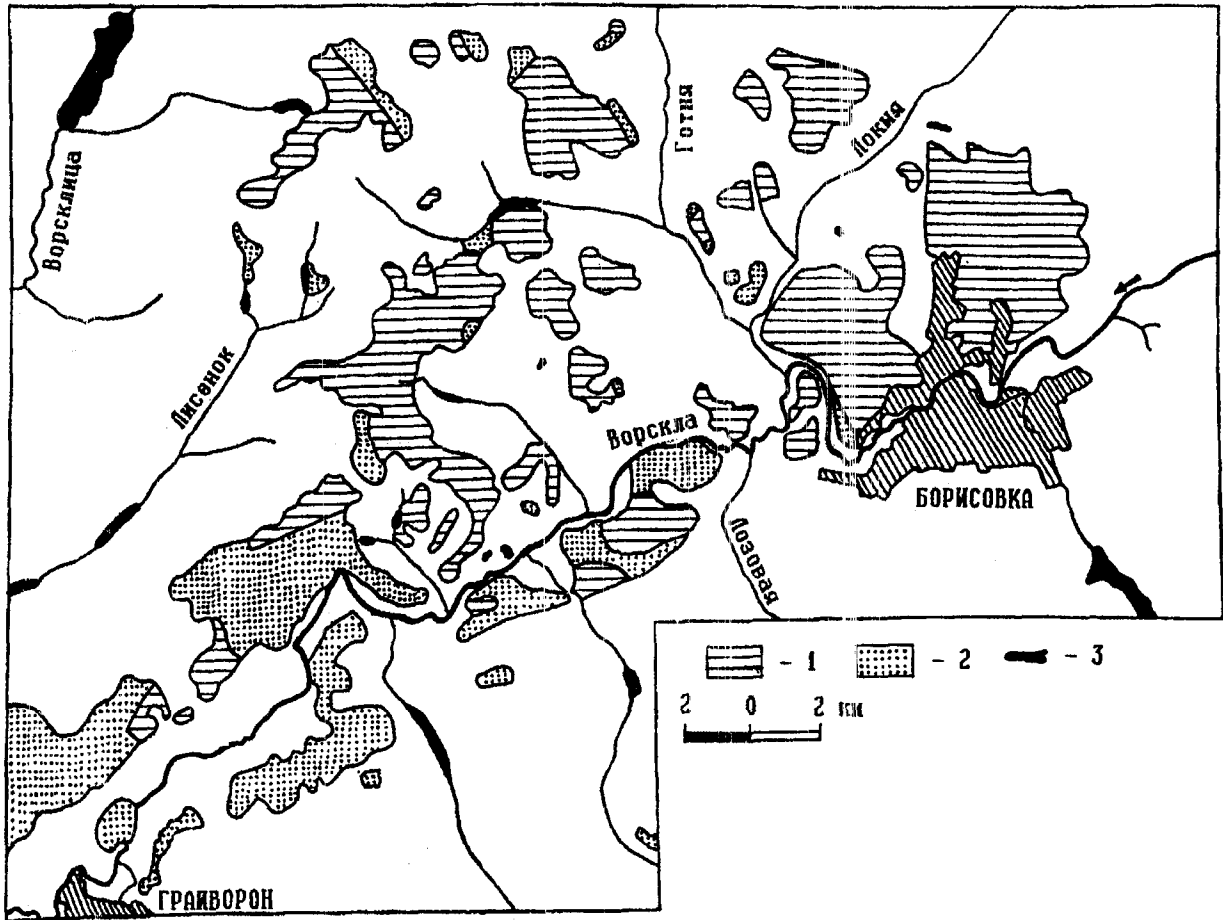 Готня
Локня
Ворсклица
Лисенок
Ворскла
БОРИСОВКА
Лозовая
- 1
- 2
- 3
2 0 2 км
ГРАЙВОРОН